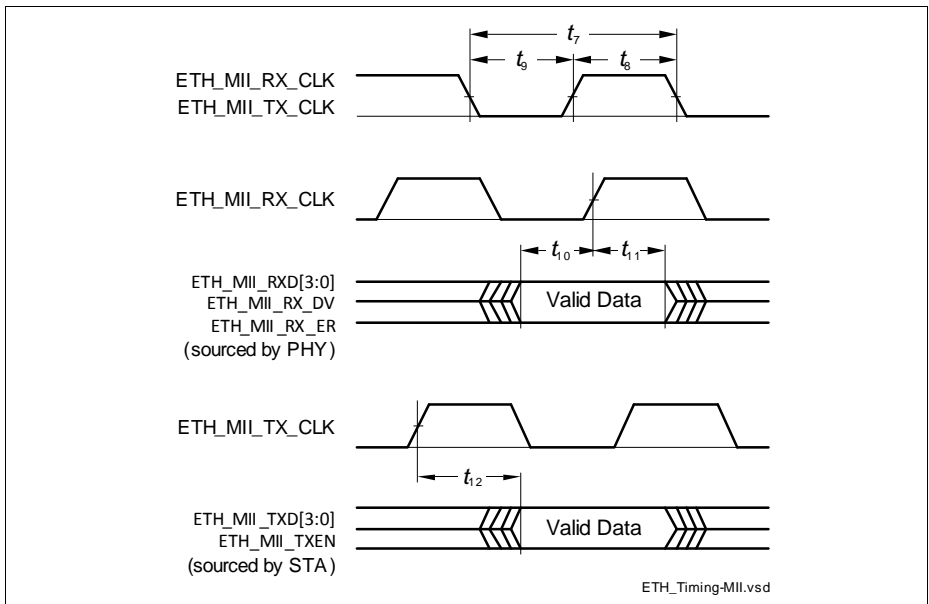 t7
t9 t8
ETH_MII_RX_CLK
ETH_MII_TX_CLK
ETH_MII_RX_CLK
t10 t11
ETH_MII_RXD[3:0]
ETH_MII_RX_DV
ETH_MII_RX_ER
(sourced by PHY)
Valid Data
ETH_MII_TX_CLK
t12
ETH_MII_TXD[3:0]
ETH_MII_TXEN
(sourced by STA)
Valid Data
ETH_Timing-MII.vsd